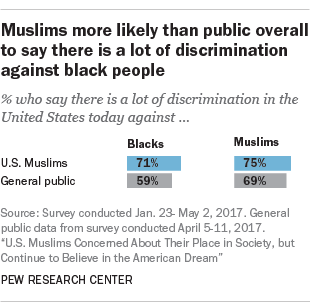 Muslims more likely than public overall
to say there is a lot of discrimination
against black people
% who say there is a lot of discrimination in the
United States today against ...
Blacks Muslims
U.S. Muslims 71% 75%
General public 59% 69%
Source: Survey conducted Jan. 23- May 2, 2017. General
public data from survey conducted April 5-11, 2017.
“U.S. Muslims Concerned About Their Place in Society, but
Continue to Believe in the American Dream”
PEW RESEARCH CENTER